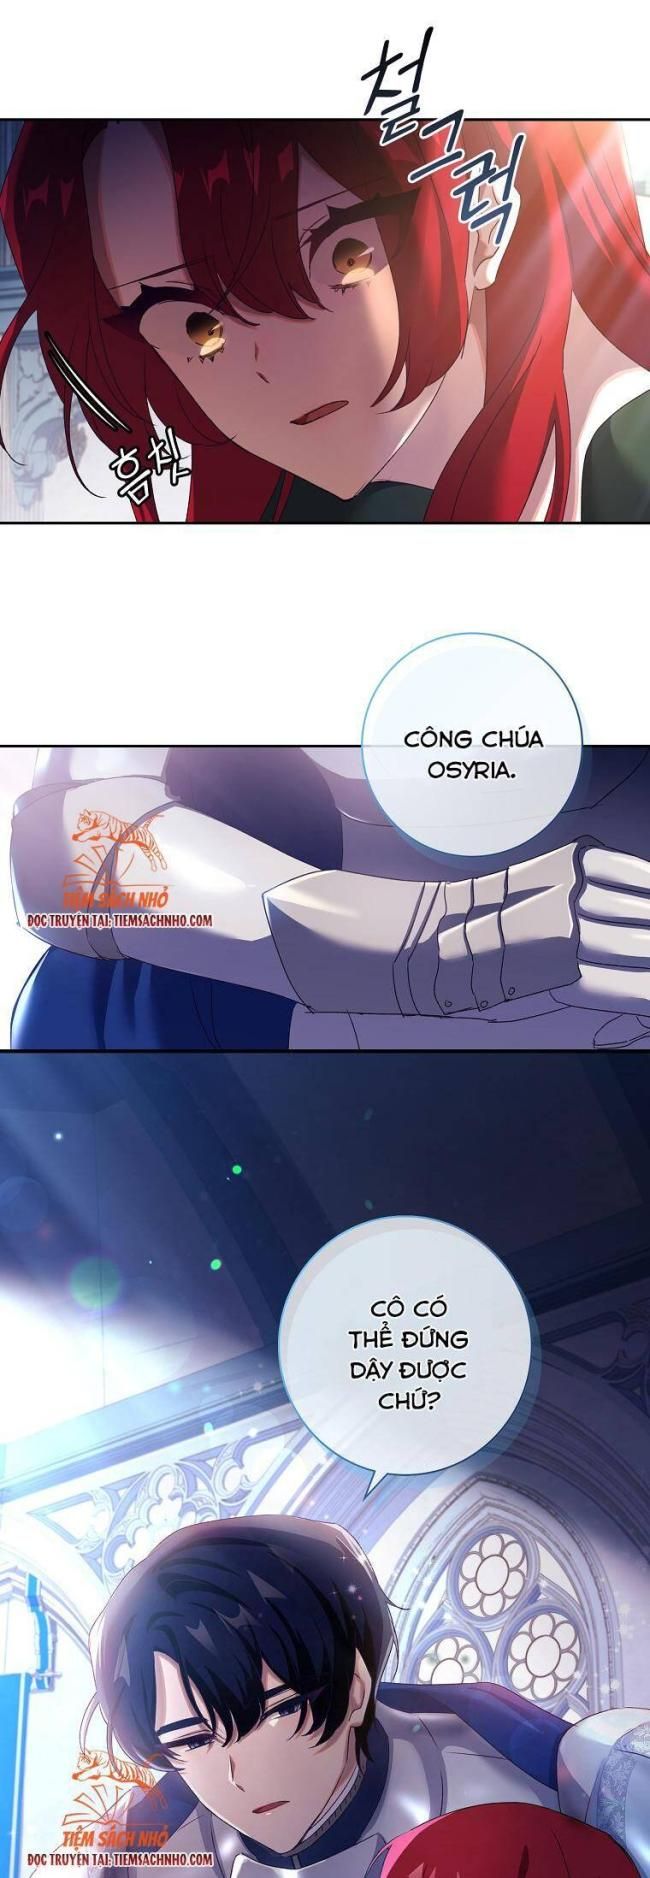 철그럭
흠칫
CÔNG CHÚA
OSYRIA.
TIỆM SÁCH NHỎ
ĐỌC TRUYỆN TẠI: TIEMSACHNHO.COM
CÔ CÓ
THỂ ĐỨNG
DẬY ĐƯỢC
CHỨ?
TIỆM SÁCH NHỎ
ĐỌC TRUYỆN TẠI: TIEMSACHNHO.COM